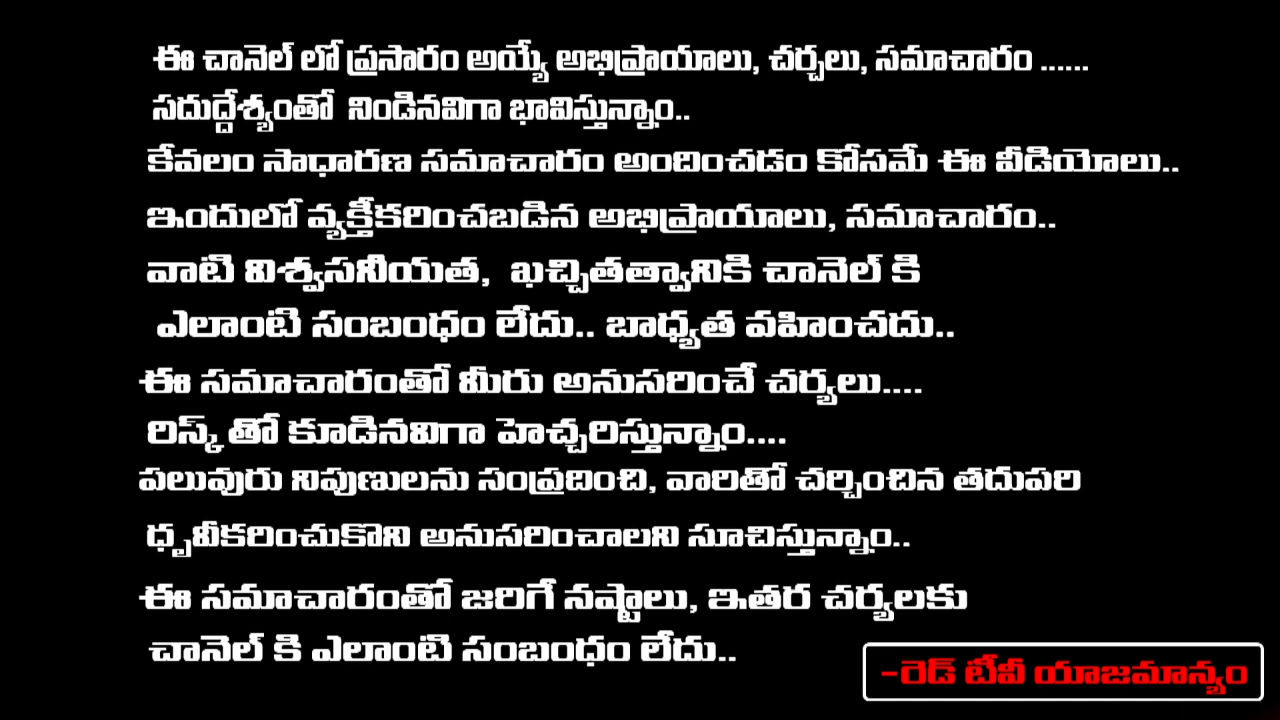 ఈ చానెల్ లో ప్రసారం అయ్యే అభిప్రాయాలు, చర్చలు, సమాచారం ......
సదుద్దేశ్యంతో నిండినవిగా భావిస్తున్నాం..
కేవలం సాధారణ సమాచారం అందించడం కోసమే ఈ వీడియోలు..
ఇందులో వ్యక్తీకరించబడిన అభిప్రాయాలు, సమాచారం..
వాటి విశ్వసనీయత, ఖచ్చితత్వానికి చానెల్ కి
ఎలాంటి సంబంధం లేదు.. బాధ్యత వహించదు..
ఈ సమాచారంతో మీరు అనుసరించే చర్యలు....
రిస్క్ తో కూడినవిగా హెచ్చరిస్తున్నాం....
పలువురు నిపుణులను సంప్రదించి, వారితో చర్చించిన తదుపరి
ధృవీకరించుకొని అనుసరించాలని సూచిస్తున్నాం..
ఈ సమాచారంతో జరిగే నష్టాలు, ఇతర చర్యలకు
చానెల్ కి ఎలాంటి సంబంధం లేదు..
-రెడ్ టీవీ యాజమాన్యం